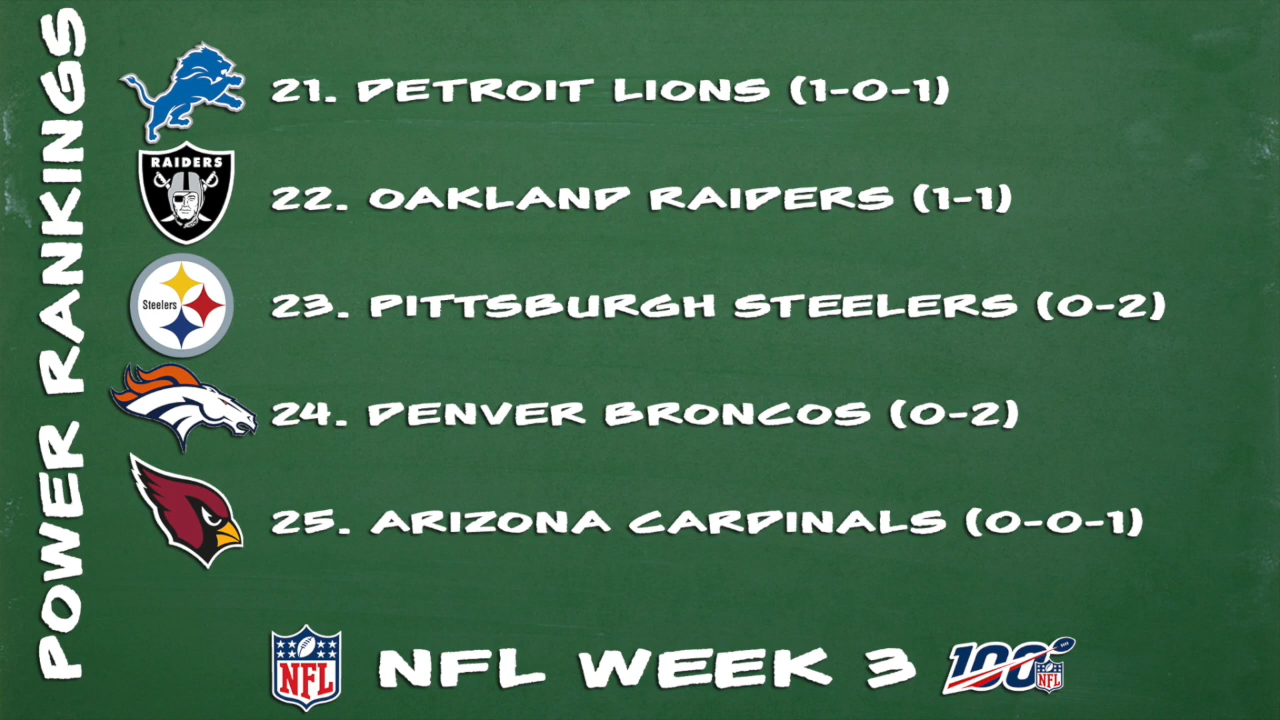 POWER RANKINGS
21. DETROIT LIONS (1-0-1)
RAIDERS
22. OAKLAND RAIDERS (1-1)
Steelers
23. PITTSBURGH STEELERS (0-2)
24. DENVER BRONCOS (0-2)
25. ARIZONA CARDINALS (0-0-1)
NFL
NFL WEEK 3
100
NFL